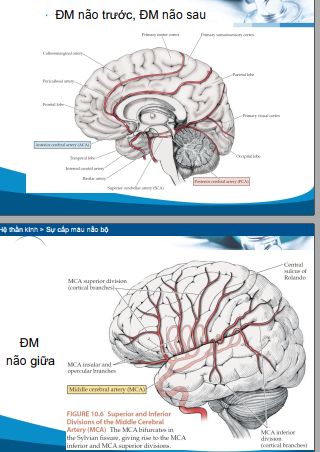 · ĐM não trước, ĐM não sau
Primary motor cortex
Primary somatosensory cortex
Callosomarginal artery
Parietal lobe
Pericallosal artery
Frontal lobe
Primary visual cortex
Anterior cerebral artery (ACA)
Temporal lobe
Occipital lobe
Internal carotid artery
Basilar artery
Posterior cerebral artery (PCA)
Superior cerebellar artery (SCA)
Hệ thần kinh > Sự cấp máu não bộ
Central
sulcus of
Rolando
MCA superior division
(cortical branches)
ĐM
não giữa
MCA insular and
opercular branches
Middle cerebral artery (MCA)
FIGURE 10.6 Superior and Inferior
Divisions of the Middle Cerebral
Artery (MCA) The MCA bifurcates in
the Sylvian fissure, giving rise to the MCA
inferior and MCA superior divisions.
MCA inferior
division
(cortical branches)